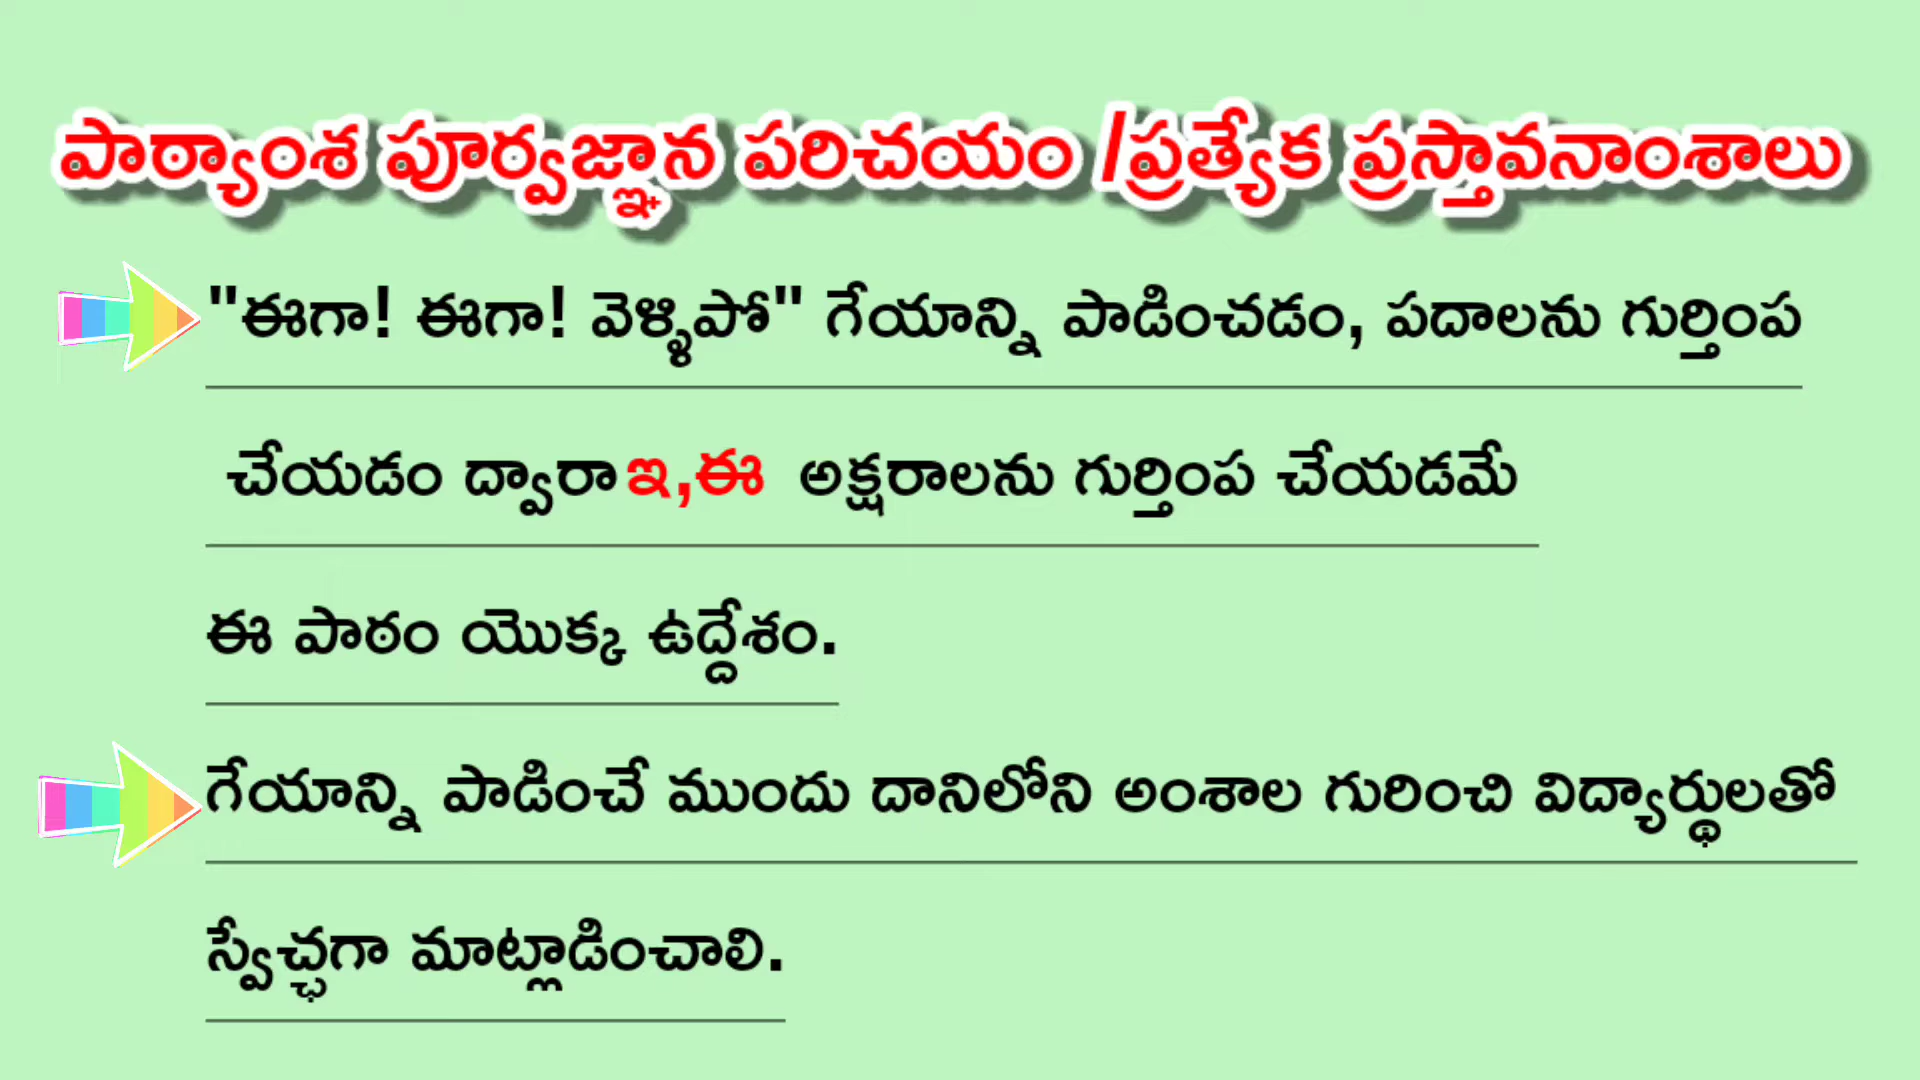 పాఠ్యాంశ పూర్వజ్ఞాన పరిచయం /ప్రత్యేక ప్రస్తావనాంశాలు
"ఈగా! ఈగా! వెళ్ళిపో" గేయాన్ని పాడించడం, పదాలను గుర్తింప
చేయడం ద్వారా ఇ,ఈ అక్షరాలను గుర్తింప చేయడమే
ఈ పాఠం యొక్క ఉద్దేశం.
గేయాన్ని పాడించే ముందు దానిలోని అంశాల గురించి విద్యార్థులతో
స్వేచ్ఛగా మాట్లాడించాలి.